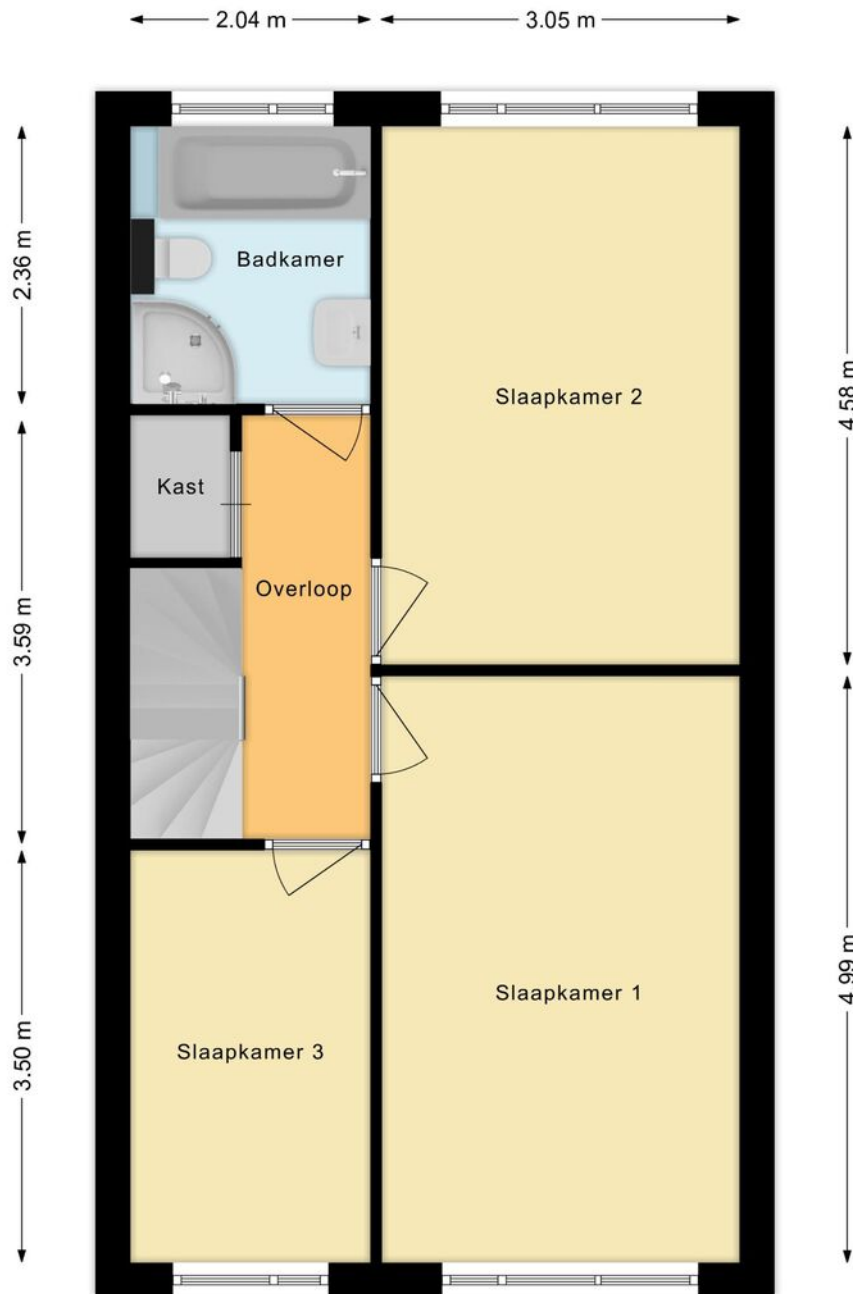 2.04 m
3.05 m
2.36 m
Badkamer
4.58 m
Slaapkamer 2
Kast
Overloop
3.59 m
4.99 m
Slaapkamer 1
Slaapkamer 3
3.50 m